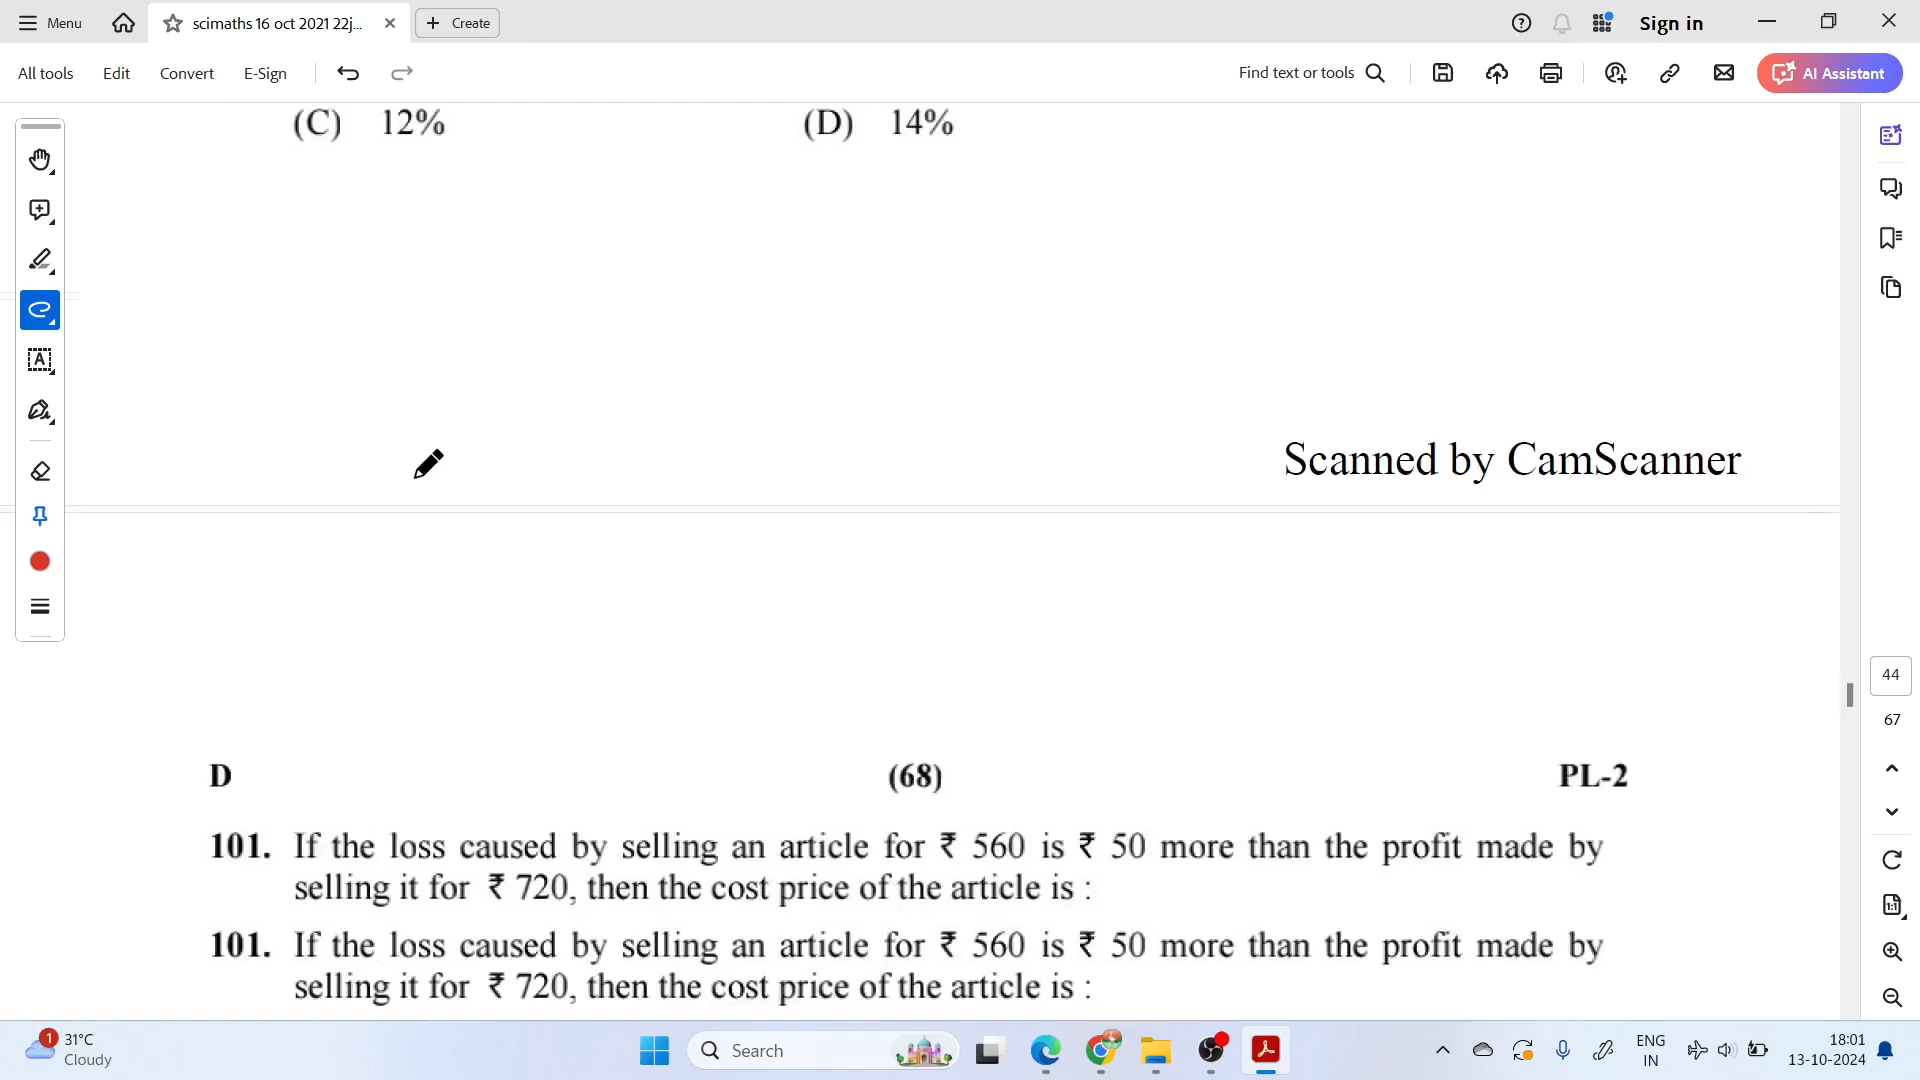 Menu
scimaths 16 oct 2021 22j...
Create
Sign in
All tools
Edit
Convert
E-Sign
Find text or tools
AI Assistant
(C) 12%
(D) 14%
Scanned by CamScanner
44
67
D
(68)
PL-2
101. If the loss caused by selling an article for ₹ 560 is ₹ 50 more than the profit made by
selling it for ₹ 720, then the cost price of the article is :
101. If the loss caused by selling an article for ₹ 560 is ₹ 50 more than the profit made by
selling it for ₹ 720, then the cost price of the article is :
1
31°C
Cloudy
Search
ENG
IN
18:01
13-10-2024